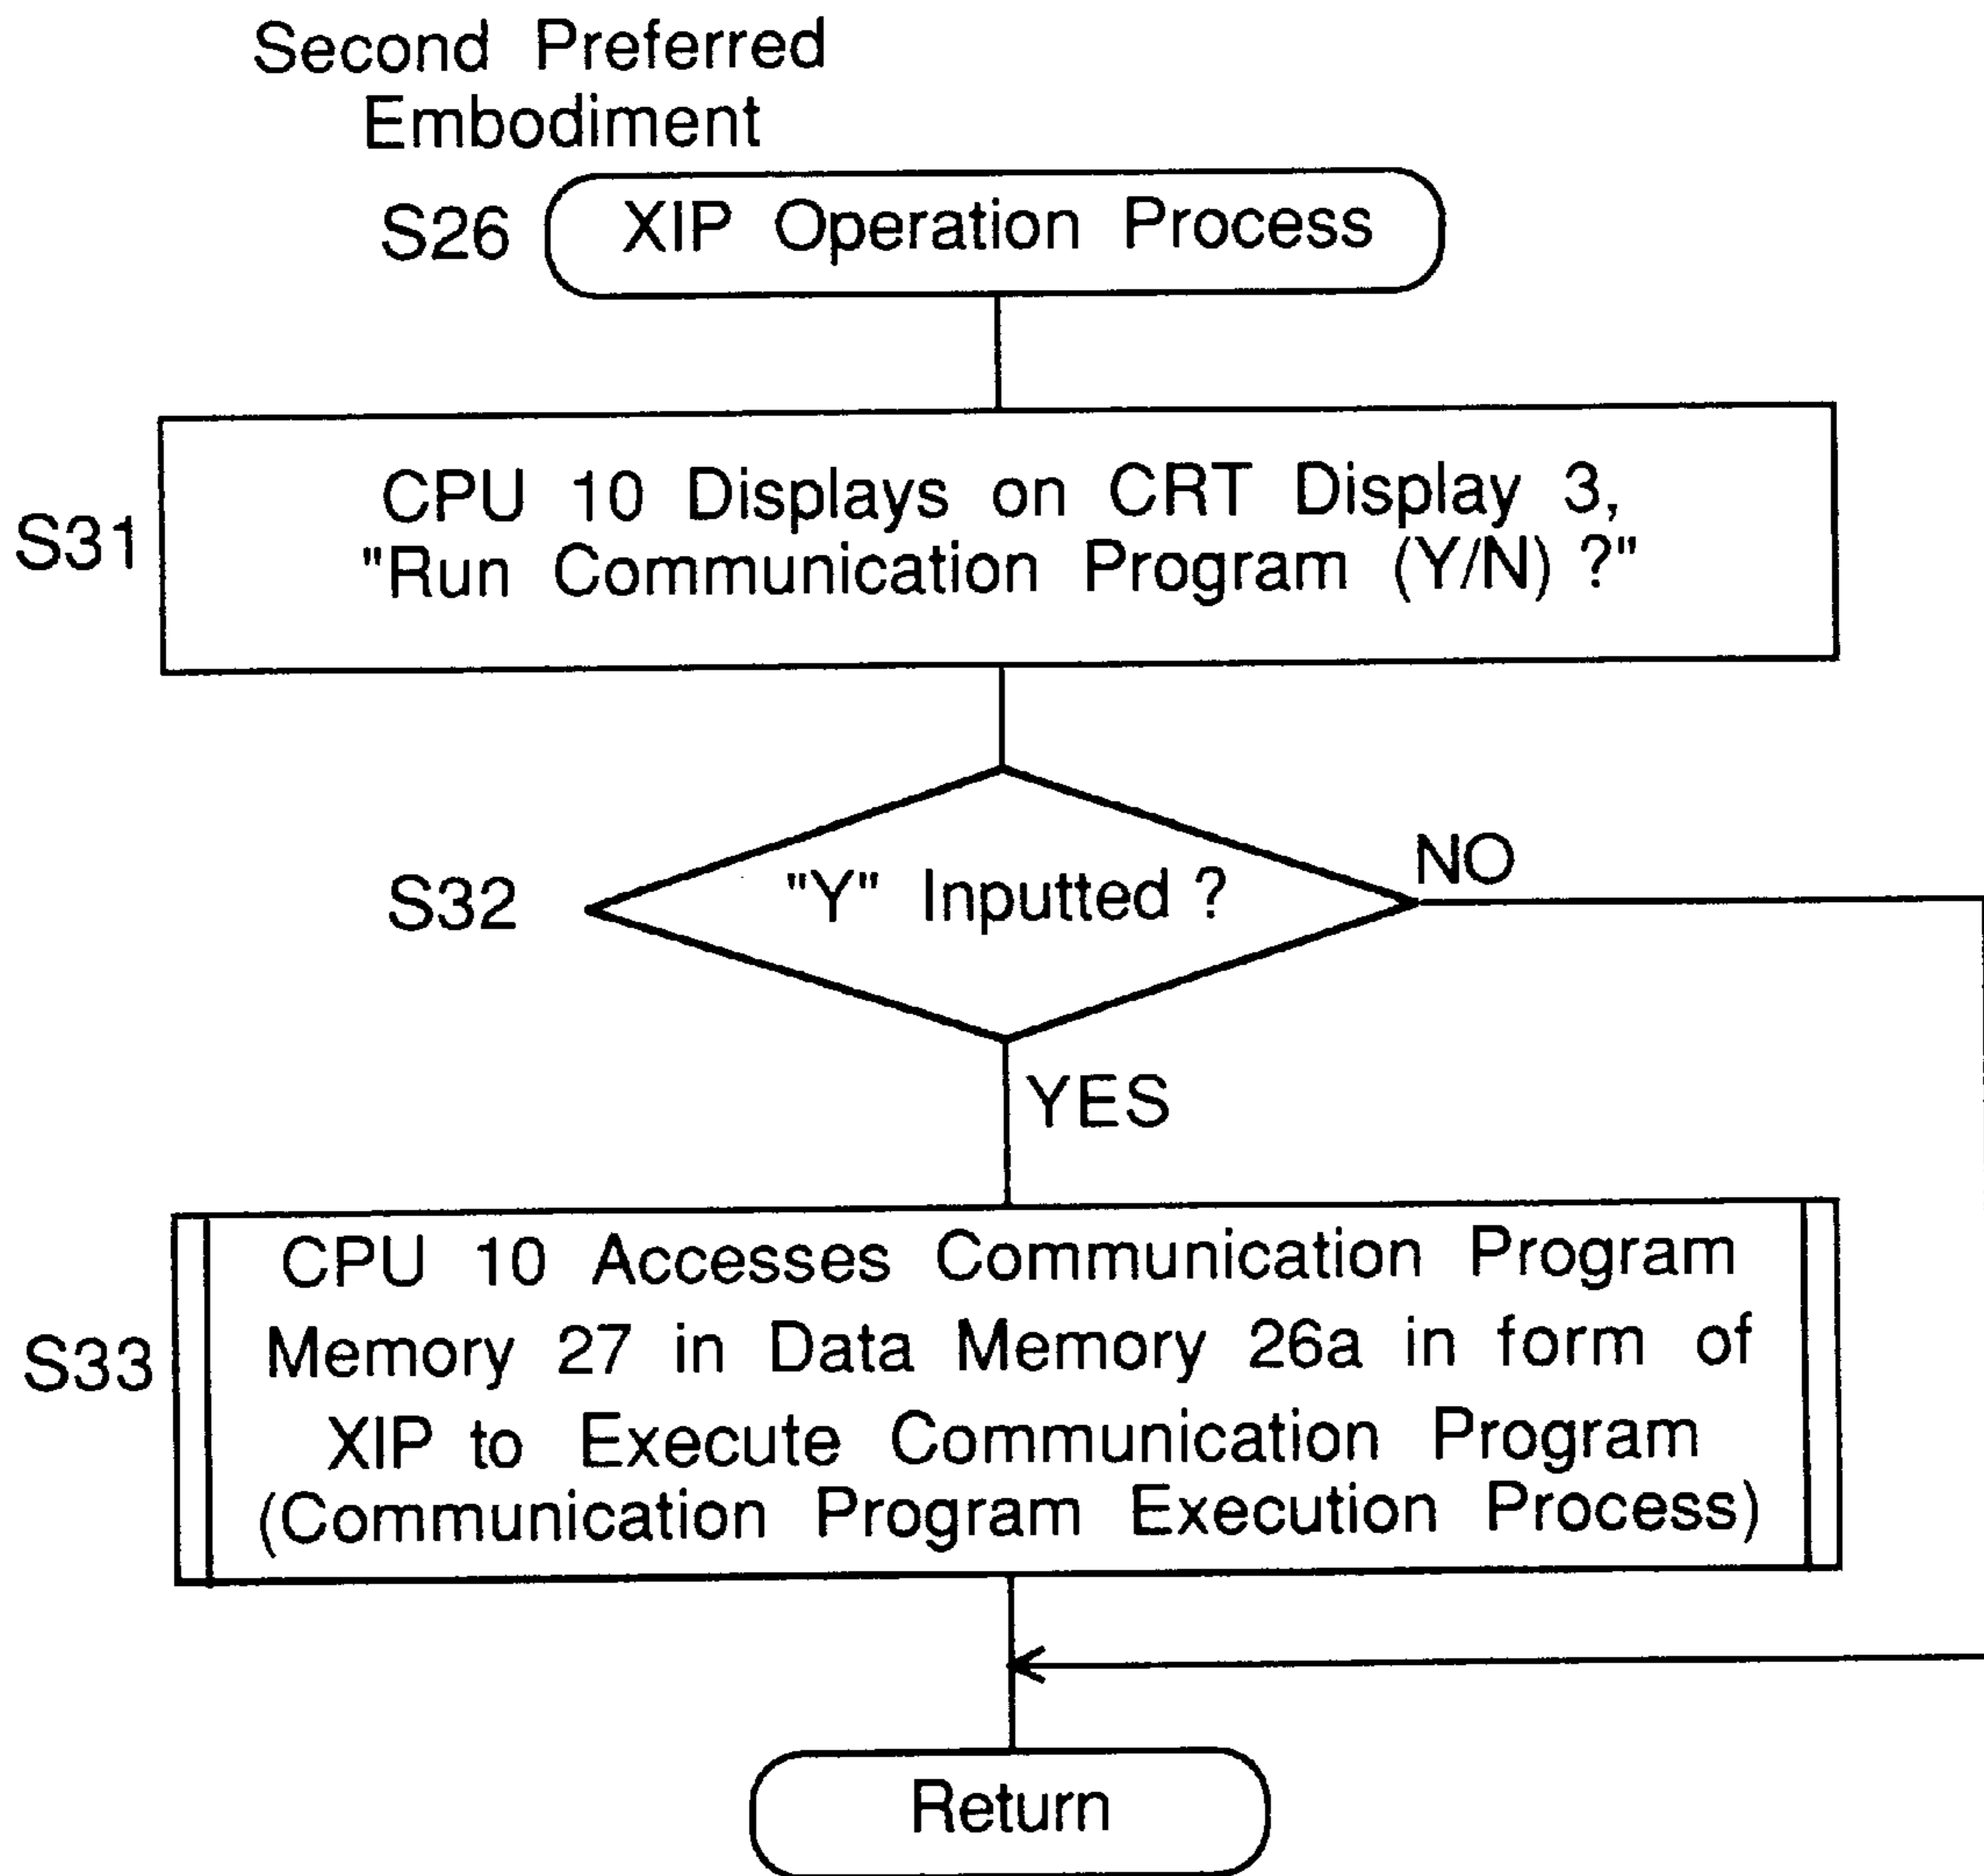 Second Preferred
Embodiment
S26 XIP Operation Process
S31
CPU 10 Displays on CRT Display 3,
"Run Communication Program (Y/N) ?"
S32 "Y" Inputted ?
NO
YES
S33
CPU 10 Accesses Communication Program
Memory 27 in Data Memory 26a in form of
XIP to Execute Communication Program
(Communication Program Execution Process)
Return